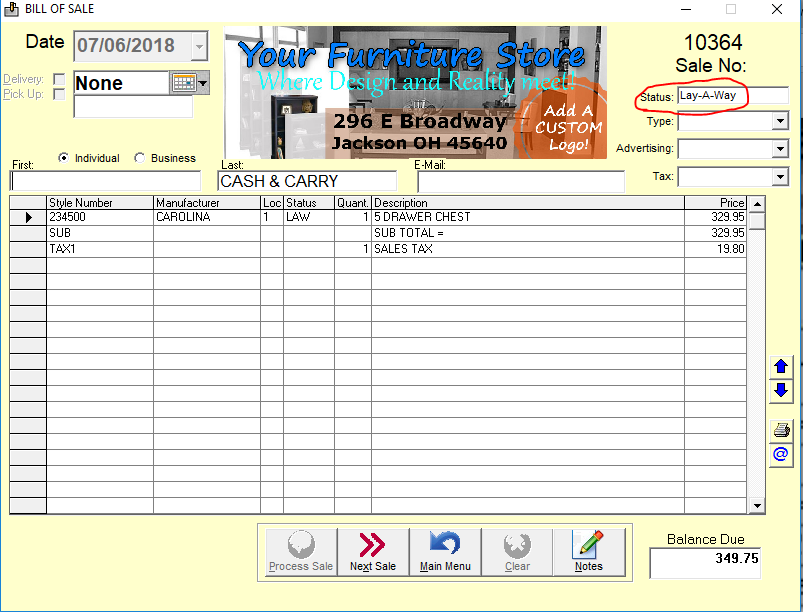 BILL OF SALE
Date 07/06/2018
Delivery:
Pick Up:
None
Your Furniture Store
Where Design and Reality meet!
296 E Broadway
Jackson OH 45640
Add A
CUSTOM
Logo!
10364
Sale No:
Status: Lay-A-Way
Type:
Advertising:
Tax:
Individual Business
First: Last: E-Mail:
CASH & CARRY
Style Number Manufacturer Loc Status Quant. Description Price
234500 CAROLINA 1 LAW 1 5 DRAWER CHEST 329.95
SUB SUB TOTAL = 329.95
TAX1 1 SALES TAX 19.80
@
Process Sale Next Sale Main Menu Clear Notes
Balance Due
349.75